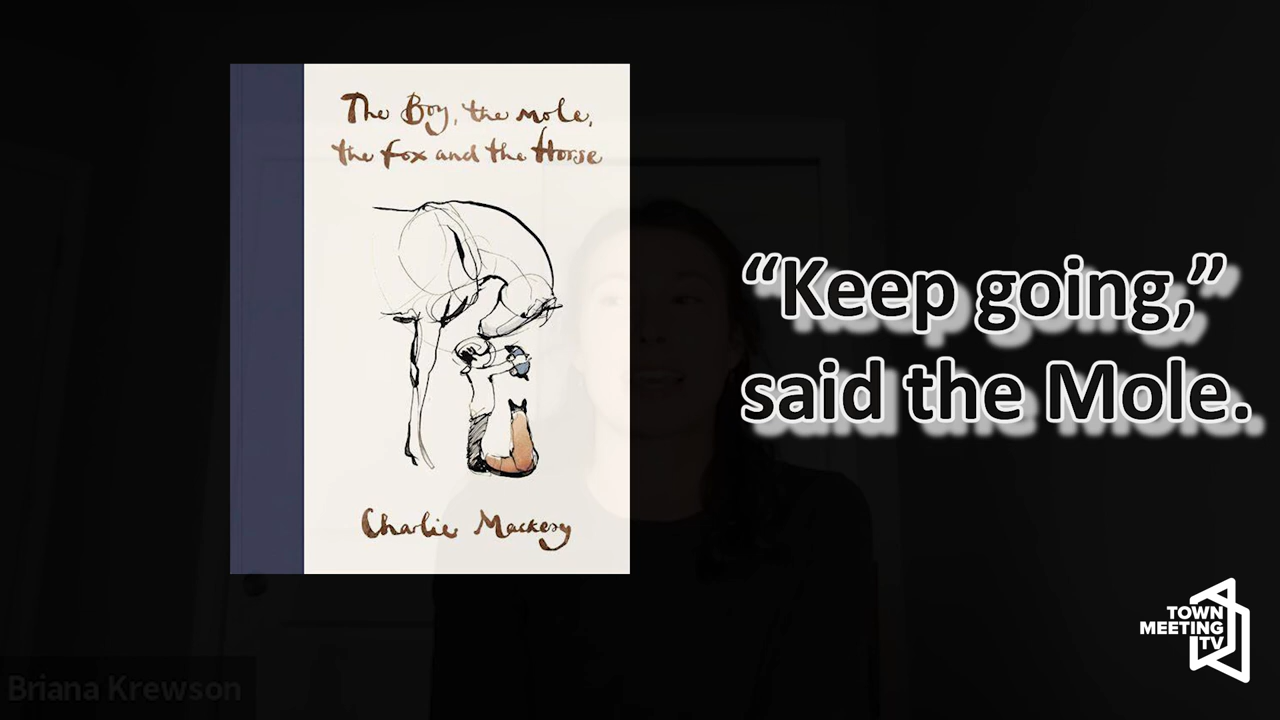 The Boy, the mole,
the fox and the Horse
Charlie Mackesy
“Keep going,”
said the Mole.
TOWN
MEETING
TV
Briana Krewson